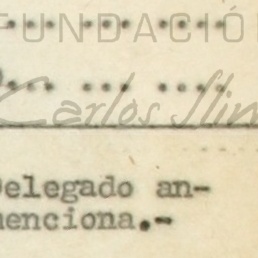 FUNDACIÓ
... ... ...
... ... ...
Carlos Slim
Delegado an-
menciona.-